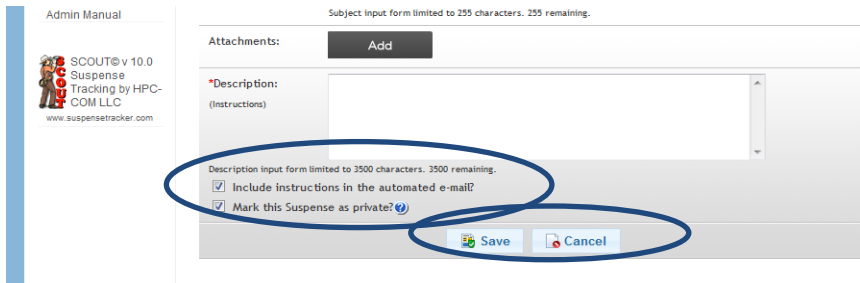 Admin Manual
SCOUT
SCOUT© v 10.0
Suspense
Tracking by HPC-
COM LLC
www.suspensetracker.com
Subject input form limited to 255 characters. 255 remaining.
Attachments:
Add
*Description:
(Instructions)
Description input form limited to 3500 characters. 3500 remaining.
Include instructions in the automated e-mail?
Mark this Suspense as private?
Save
Cancel